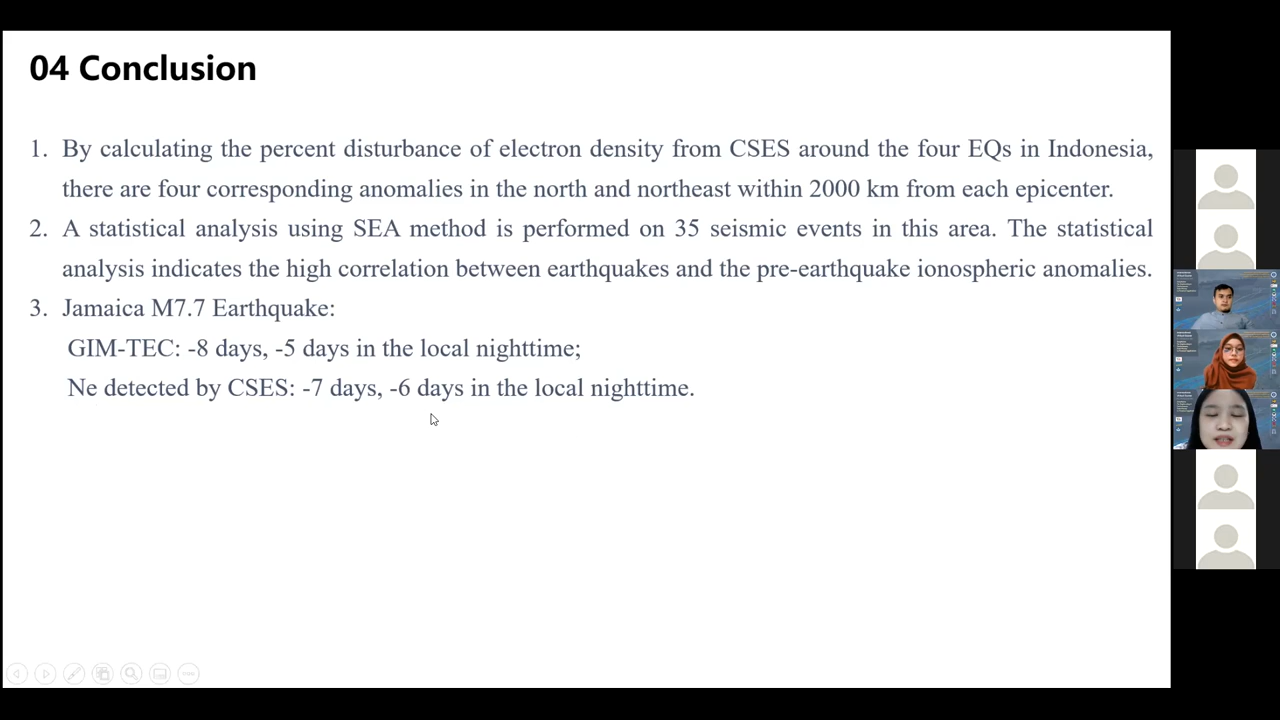 04 Conclusion
1. By calculating the percent disturbance of electron density from CSES around the four EQs in Indonesia,
there are four corresponding anomalies in the north and northeast within 2000 km from each epicenter.
2. A statistical analysis using SEA method is performed on 35 seismic events in this area. The statistical
analysis indicates the high correlation between earthquakes and the pre-earthquake ionospheric anomalies.
3. Jamaica M7.7 Earthquake:
GIM-TEC: -8 days, -5 days in the local nighttime;
Ne detected by CSES: -7 days, -6 days in the local nighttime.